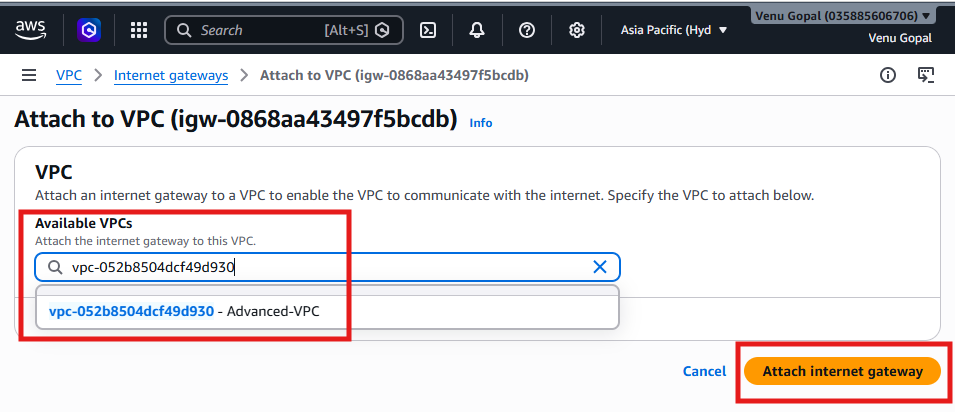 aws
Search [Alt+S]
Asia Pacific (Hyd
Venu Gopal (035885606706)
Venu Gopal
VPC > Internet gateways > Attach to VPC (igw-0868aa43497f5bcdb)
Attach to VPC (igw-0868aa43497f5bcdb) Info
VPC
Attach an internet gateway to a VPC to enable the VPC to communicate with the internet. Specify the VPC to attach below.
Available VPCs
Attach the internet gateway to this VPC.
vpc-052b8504dcf49d930
vpc-052b8504dcf49d930 - Advanced-VPC
Cancel
Attach internet gateway